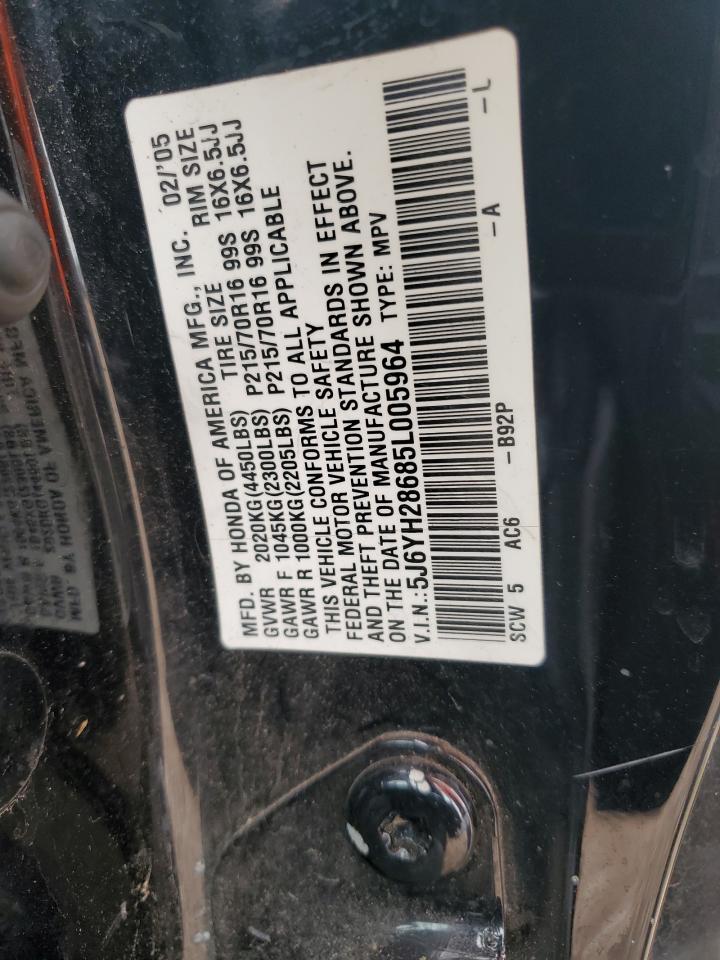 MFD. BY HONDA OF AMERICA MFG., INC. 02/'05
GVWR 2020KG(4450LBS) TIRE SIZE RIM SIZE
GAWR F 1045KG(2300LBS) P215/70R16 99S 16X6.5JJ
GAWR R 1000KG(2205LBS) P215/70R16 99S 16X6.5JJ
THIS VEHICLE CONFORMS TO ALL APPLICABLE
FEDERAL MOTOR VEHICLE SAFETY
AND THEFT PREVENTION STANDARDS IN EFFECT
ON THE DATE OF MANUFACTURE SHOWN ABOVE.
V.I.N.:5J6YH28685L005964 TYPE: MPV
SCW 5 AC6 -B92P -A -L